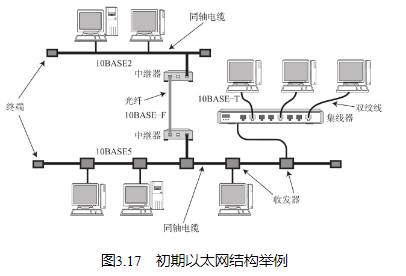 同轴电缆
10BASE2
中继器
光纤
10BASE-T
双绞线
10BASE-F
集线器
终端
中继器
10BASE5
收发器
同轴电缆
图3.17 初期以太网结构举例